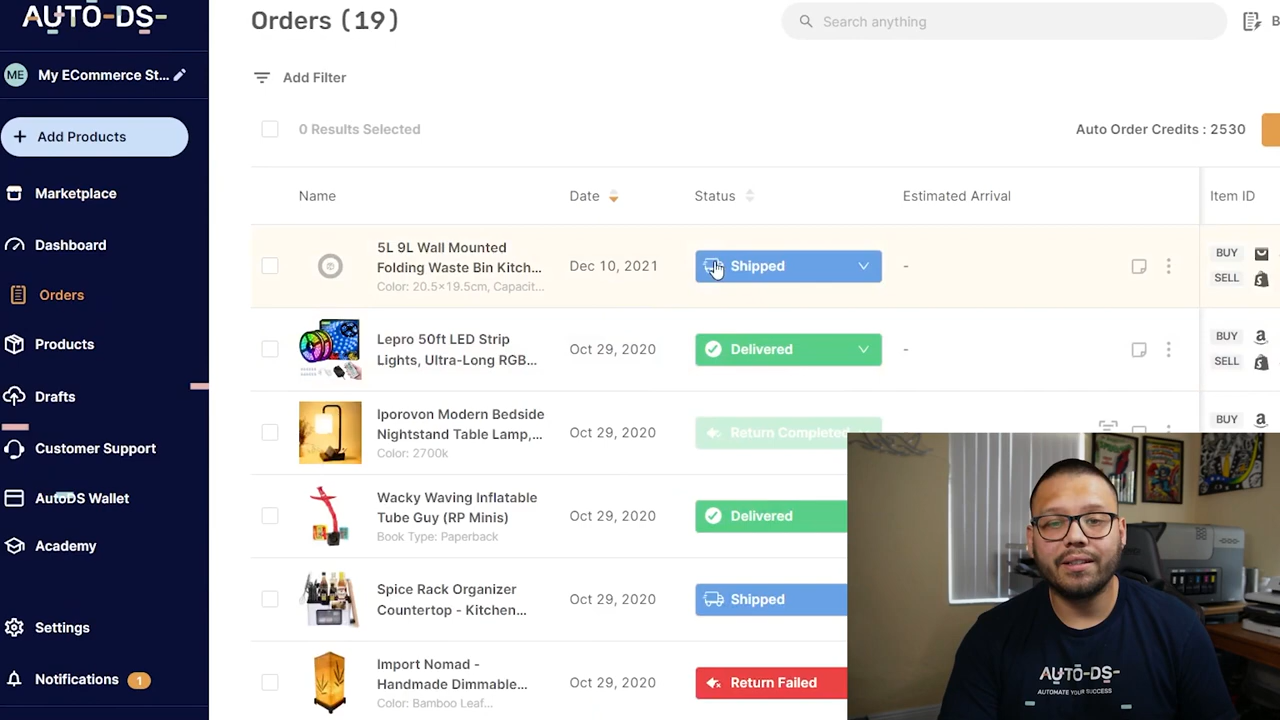 AUTO-DS-
Orders (19)
Search anything
B
ME
My ECommerce St...
Add Filter
+ Add Products
0 Results Selected
Auto Order Credits : 2530
Marketplace
Name
Date
Status
Estimated Arrival
Item ID
Dashboard
5L 9L Wall Mounted
Folding Waste Bin Kitch...
Color: 20.5×19.5cm, Capacit...
Dec 10, 2021
Shipped
-
BUY
SELL
Orders
Products
Lepro 50ft LED Strip
Lights, Ultra-Long RGB...
Oct 29, 2020
Delivered
-
BUY
SELL
Drafts
Iporovon Modern Bedside
Nightstand Table Lamp,...
Color: 2700k
Oct 29, 2020
Return Completed
BUY
Customer Support
AutoDS Wallet
Wacky Waving Inflatable
Tube Guy (RP Minis)
Book Type: Paperback
Oct 29, 2020
Delivered
Academy
Spice Rack Organizer
Countertop - Kitchen...
Oct 29, 2020
Shipped
Settings
Import Nomad -
Handmade Dimmable...
Color: Bamboo Leaf...
Oct 29, 2020
Return Failed
Notifications
1
AUTO-DS-
AUTOMATE YOUR SUCCESS